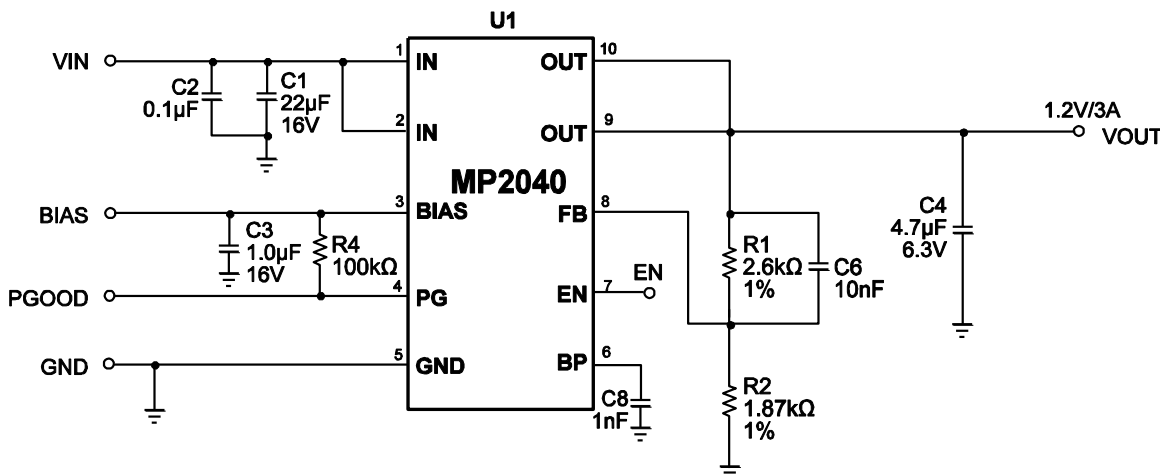 U1
VIN
C2
0.1µF
C1
22µF
16V
1
IN
2
IN
MP2040
BIAS
C3
1.0µF
16V
R4
100kΩ
3
BIAS
PGOOD
4
PG
GND
5
GND
OUT
10
OUT
9
FB
8
EN
7
EN
BP
6
C8
1nF
R1
2.6kΩ
1%
C6
10nF
R2
1.87kΩ
1%
C4
4.7µF
6.3V
1.2V/3A
VOUT